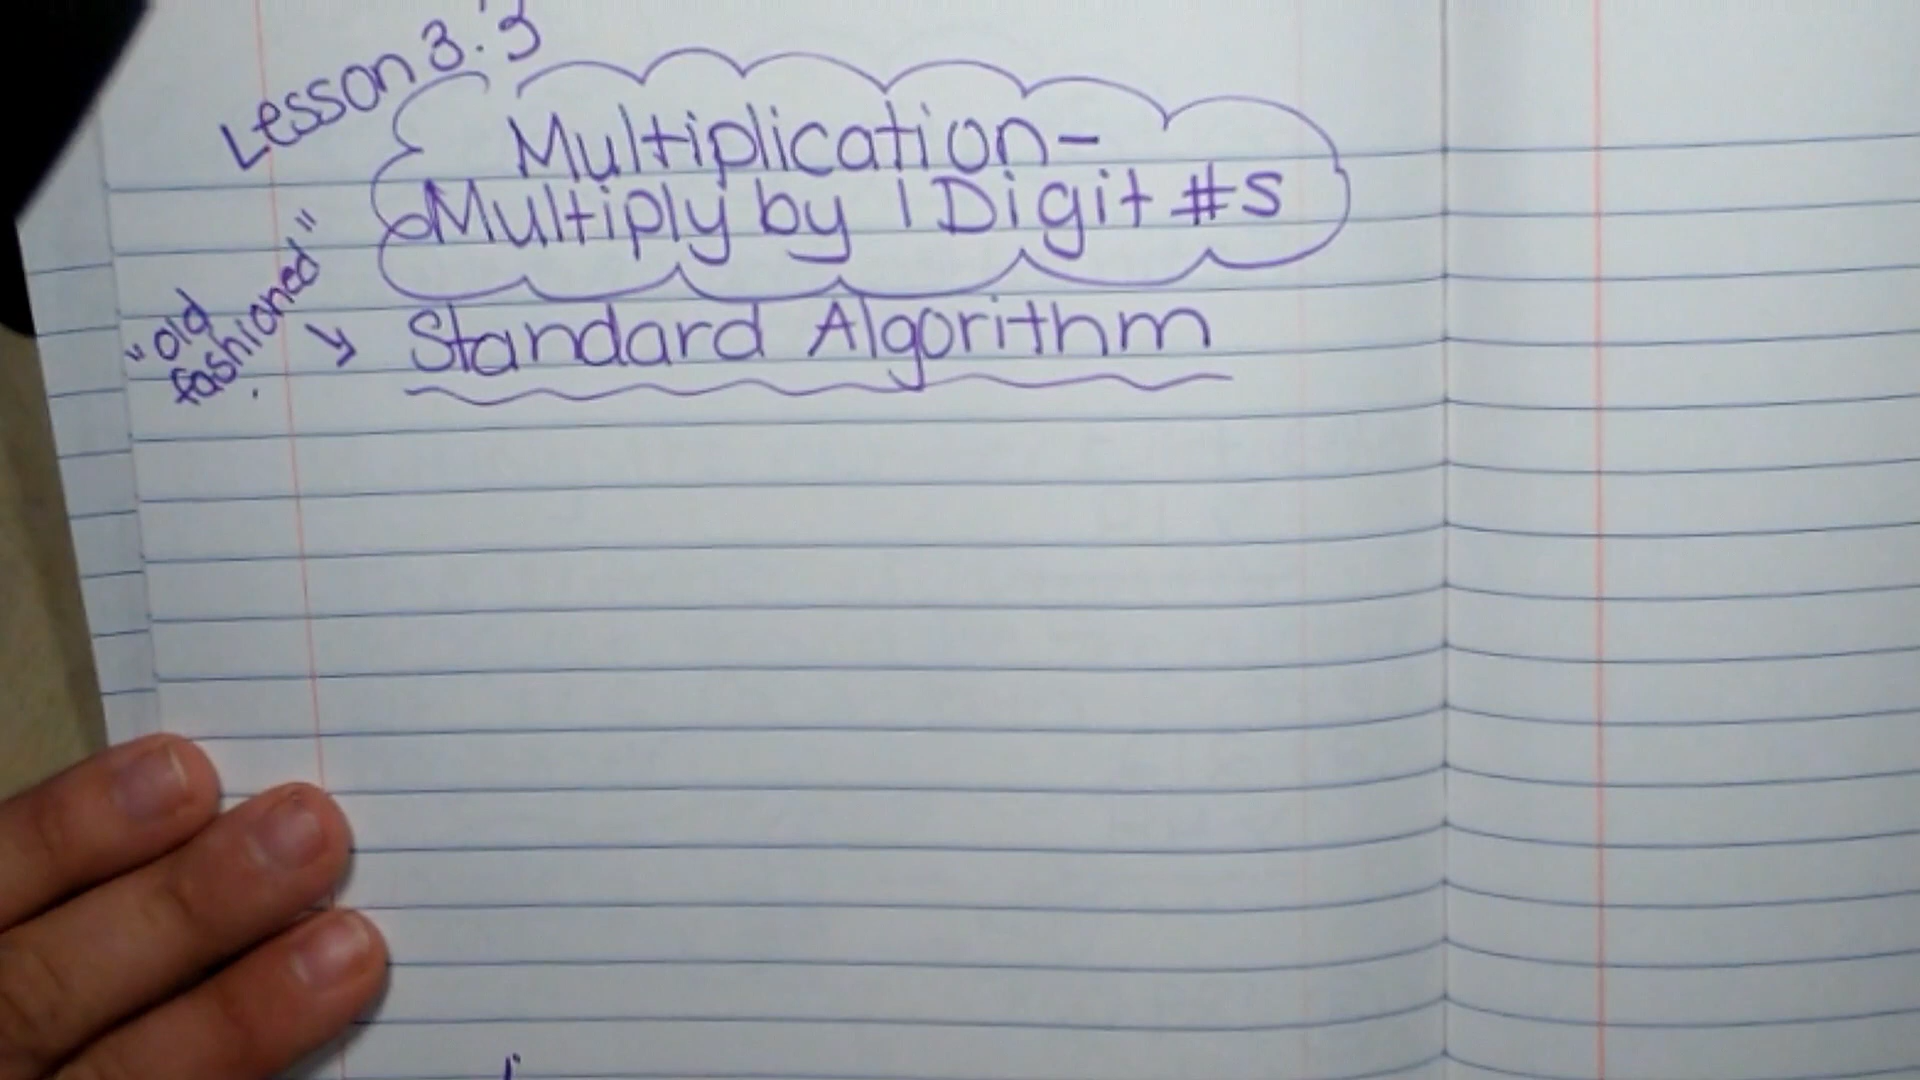 Lesson 3.3
Multiplication-
Multiply by 1 Digit #s
"old
fashioned"
→ Standard Algorithm